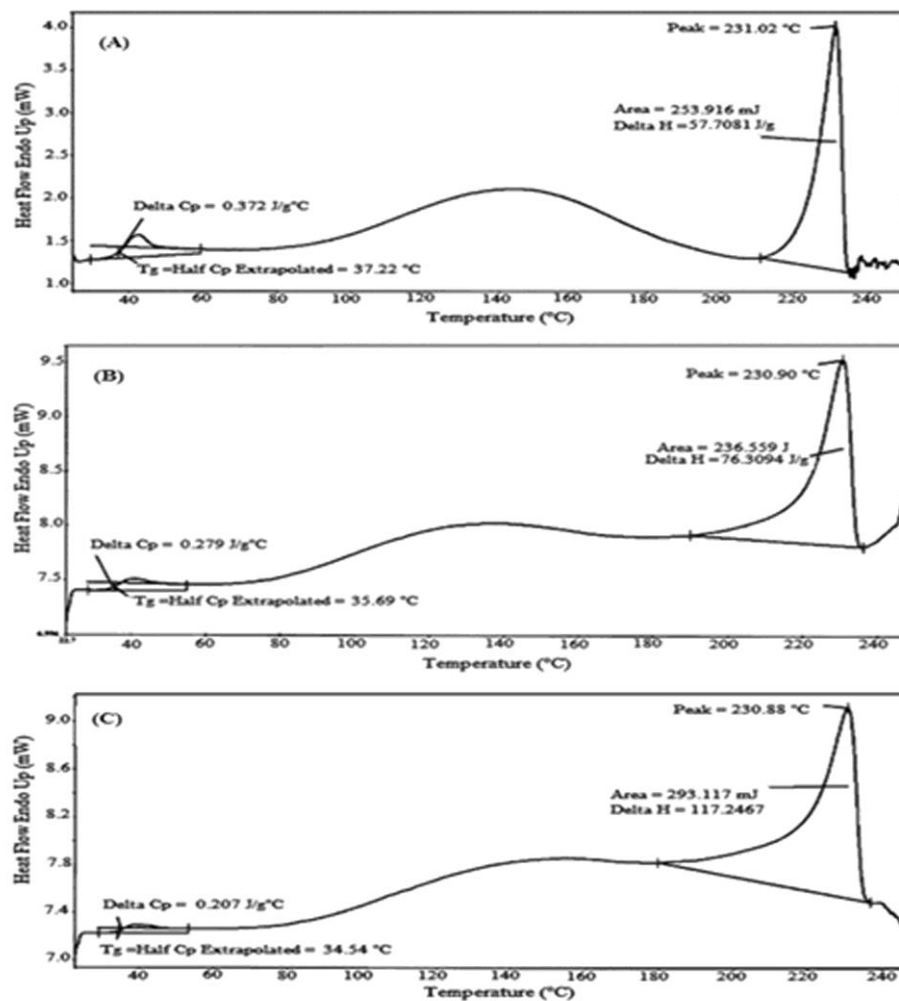 (A)
Peak = 231.02 °C
Area = 253.916 mJ
Delta H =57.7081 J/g
Delta Cp = 0.372 J/g°C
Tg =Half Cp Extrapolated = 37.22 °C
Heat Flow Endo Up (mW)
4.0
3.5
3.0
2.5
2.0
1.5
1.0
40 60 80 100 120 140 160 180 200 220 240
Temperature (°C)
(B)
Peak = 230.90 °C
Area = 236.559 J
Delta H =76.3094 J/g
Delta Cp = 0.279 J/g°C
Tg =Half Cp Extrapolated = 35.69 °C
Heat Flow Endo Up (mW)
9.5
9.0
8.5
8.0
7.5
40 60 80 100 120 140 160 180 200 220 240
Temperature (°C)
(C)
Peak = 230.88 °C
Area = 293.117 mJ
Delta H = 117.2467
Delta Cp = 0.207 J/g°C
Tg =Half Cp Extrapolated = 34.54 °C
Heat Flow Endo Up (mW)
9.0
8.6
8.2
7.8
7.4
7.0
40 60 80 100 120 140 160 180 200 220 240
Temperature (°C)